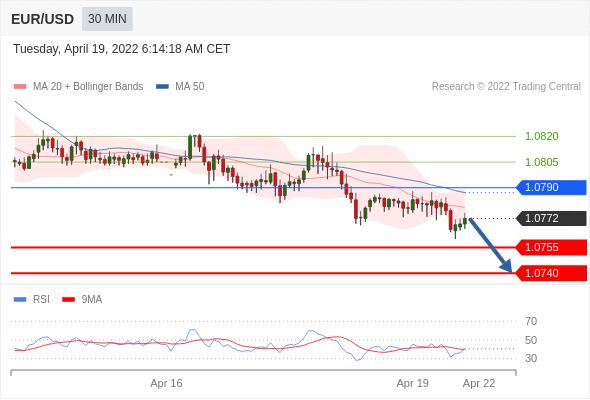 EUR/USD 30 MIN
Tuesday, April 19, 2022 6:14:18 AM CET
MA 20 + Bollinger Bands MA 50 Research © 2022 Trading Central
1.0820
1.0805
1.0790
1.0772
1.0755
1.0740
RSI 9MA
70
50
30
Apr 16 Apr 19 Apr 22